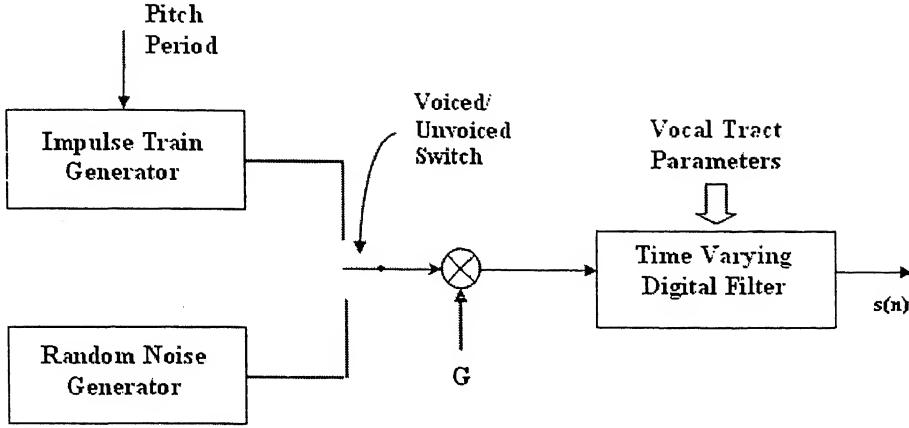 Pitch
Period
Impulse Train
Generator
Voiced/
Unvoiced
Switch
Vocal Tract
Parameters
Time Varying
Digital Filter
s(n)
Random Noise
Generator
G